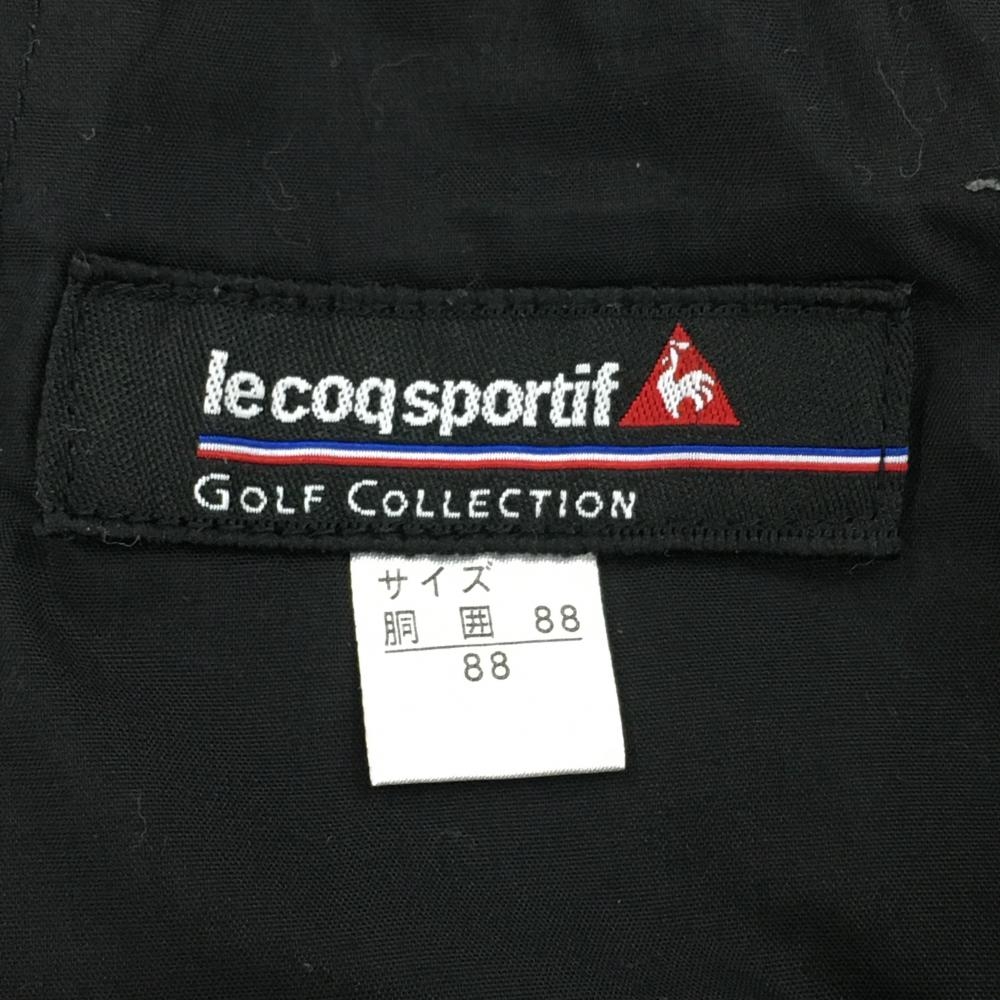 lecoqsportif
GOLF COLLECTION
サイズ
胴 囲 88
88